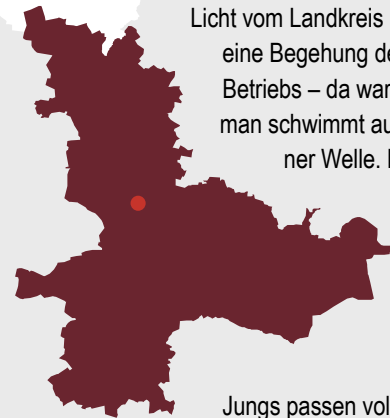 Licht vom Landkreis
eine Begehung de
Betriebs – da war
man schwimmt au
ner Welle.
Jungs passen vol